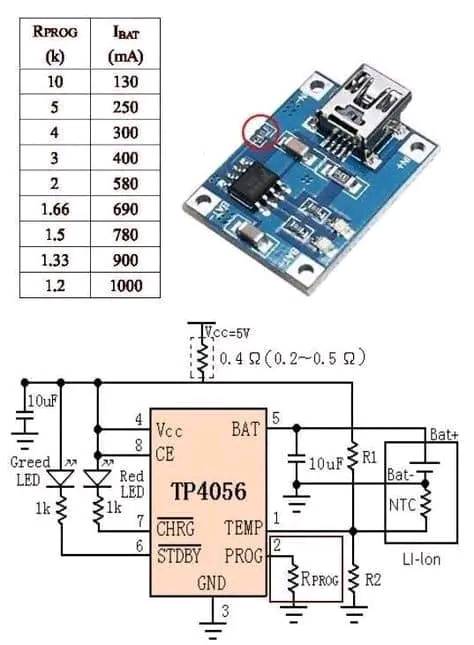 RPROG IBAT
(k) (mA)
10 130
5 250
4 300
3 400
2 580
1.66 690
1.5 780
1.33 900
1.2 1000
BAT
Vcc=5V
0.4 Ω (0.2~0.5 Ω)
10uF
4 5
Vcc BAT
8
CE
Greed
LED
Red
LED
TP4056
10uF
R1
Bat+
Bat-
NTC
1k 1k
7 CHRG TEMP 1
6 STDBY PROG 2
RPROG
R2
LI-Ion
GND
3